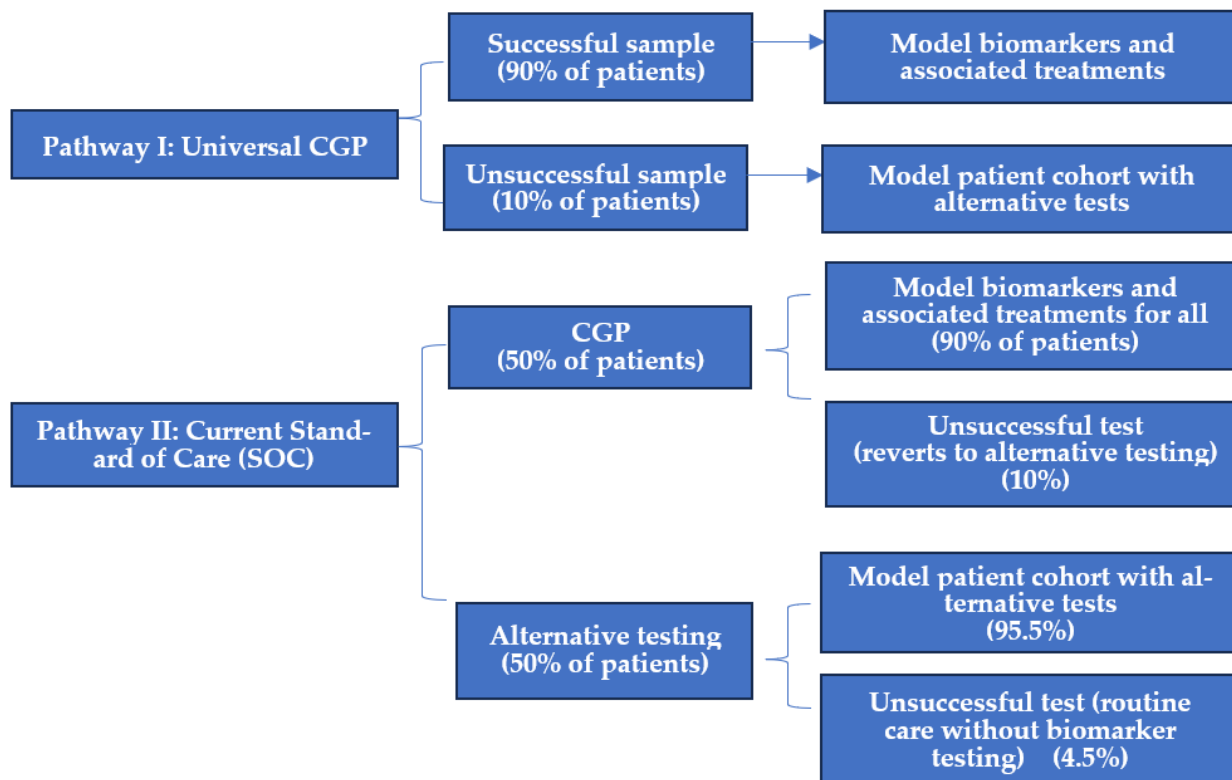 Successful sample
(90% of patients)
Model biomarkers and
associated treatments
Pathway I: Universal CGP
Unsuccessful sample
(10% of patients)
Model patient cohort with
alternative tests
Model biomarkers and
associated treatments for all
(90% of patients)
CGP
(50% of patients)
Pathway II: Current Stand-
ard of Care (SOC)
Unsuccessful test
(reverts to alternative testing)
(10%)
Model patient cohort with al-
ternative tests
(95.5%)
Alternative testing
(50% of patients)
Unsuccessful test (routine
care without biomarker
testing) (4.5%)